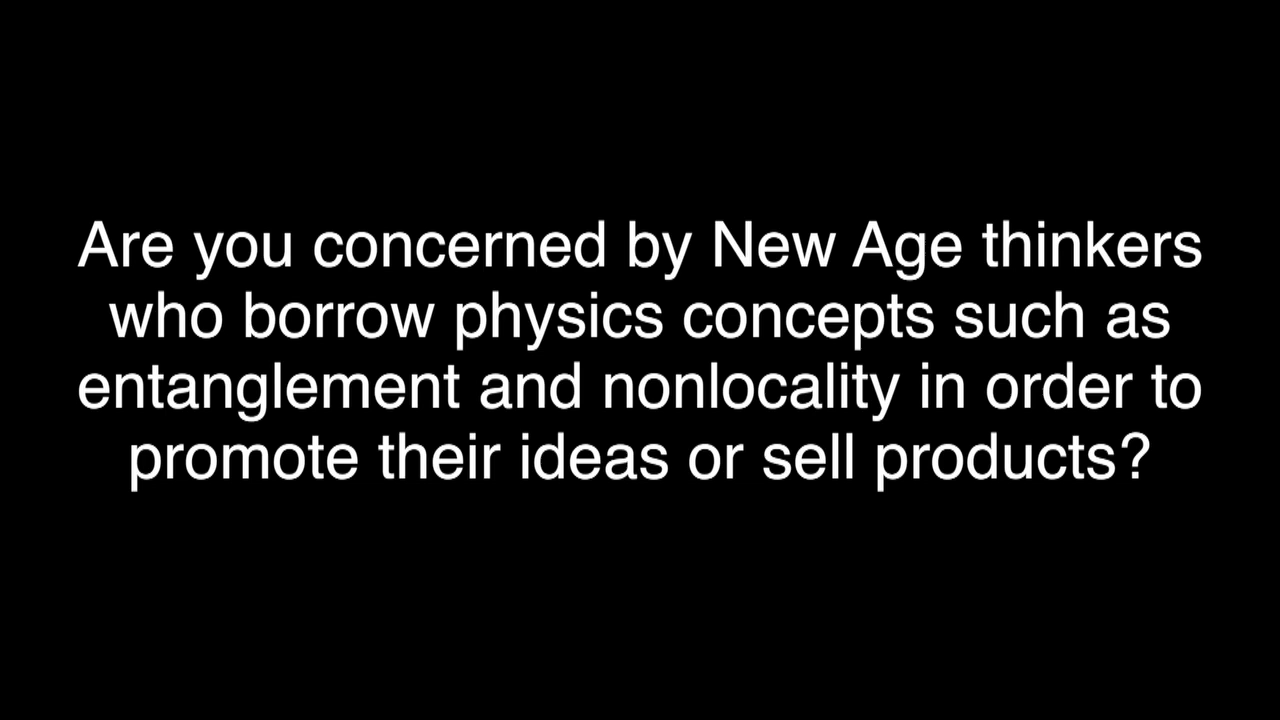 Are you concerned by New Age thinkers
who borrow physics concepts such as
entanglement and nonlocality in order to
promote their ideas or sell products?